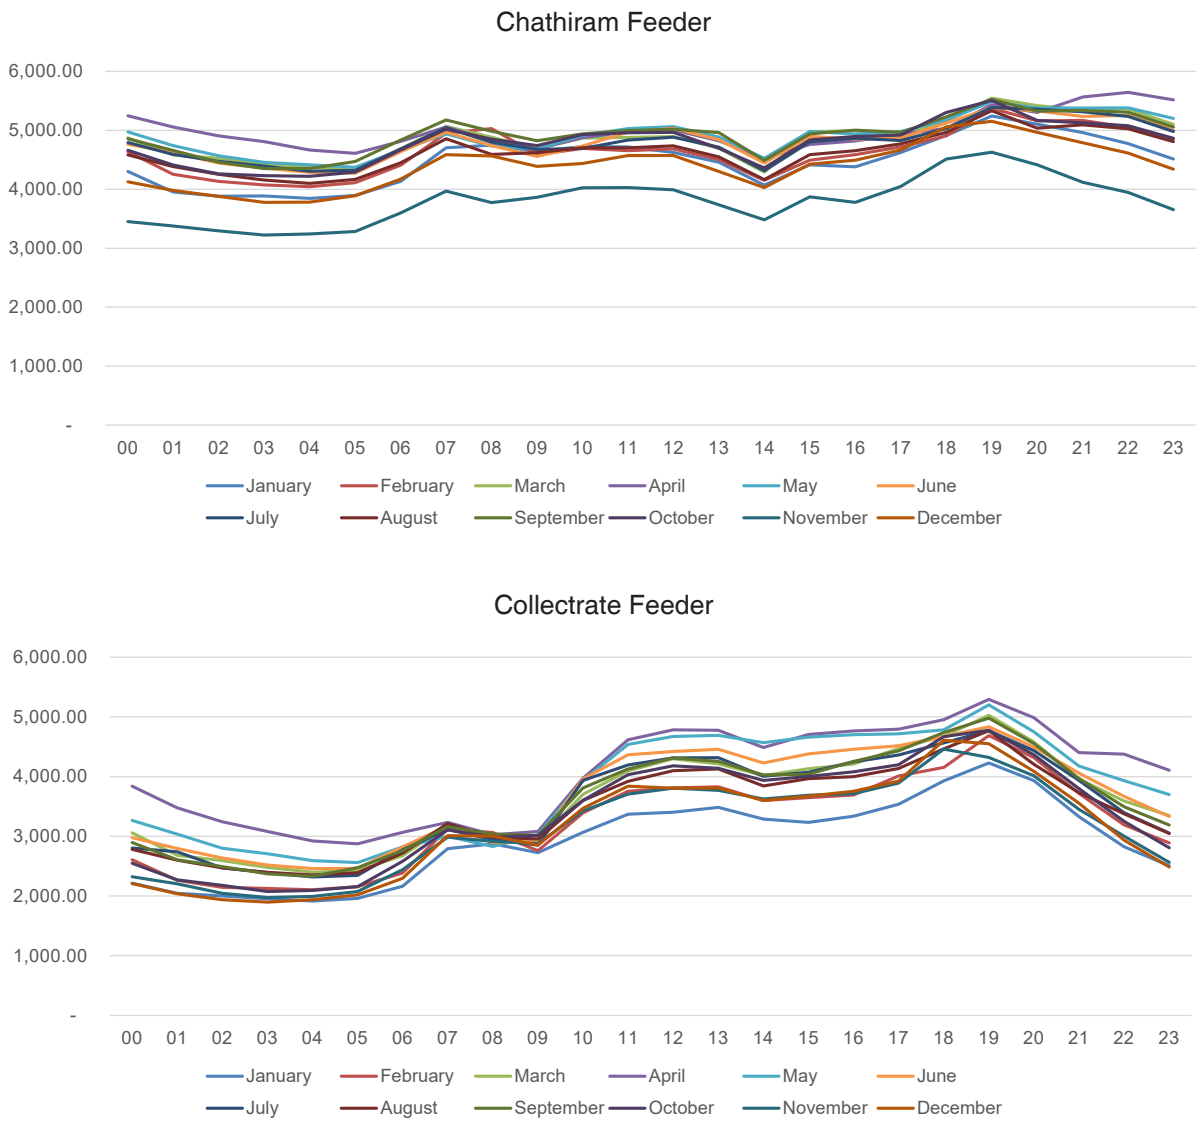 Chathiram Feeder
6,000.00
5,000.00
4,000.00
3,000.00
2,000.00
1,000.00
-
00 01 02 03 04 05 06 07 08 09 10 11 12 13 14 15 16 17 18 19 20 21 22 23
January February March April May June
July August September October November December
Collectrate Feeder
6,000.00
5,000.00
4,000.00
3,000.00
2,000.00
1,000.00
-
00 01 02 03 04 05 06 07 08 09 10 11 12 13 14 15 16 17 18 19 20 21 22 23
January February March April May June
July August September October November December